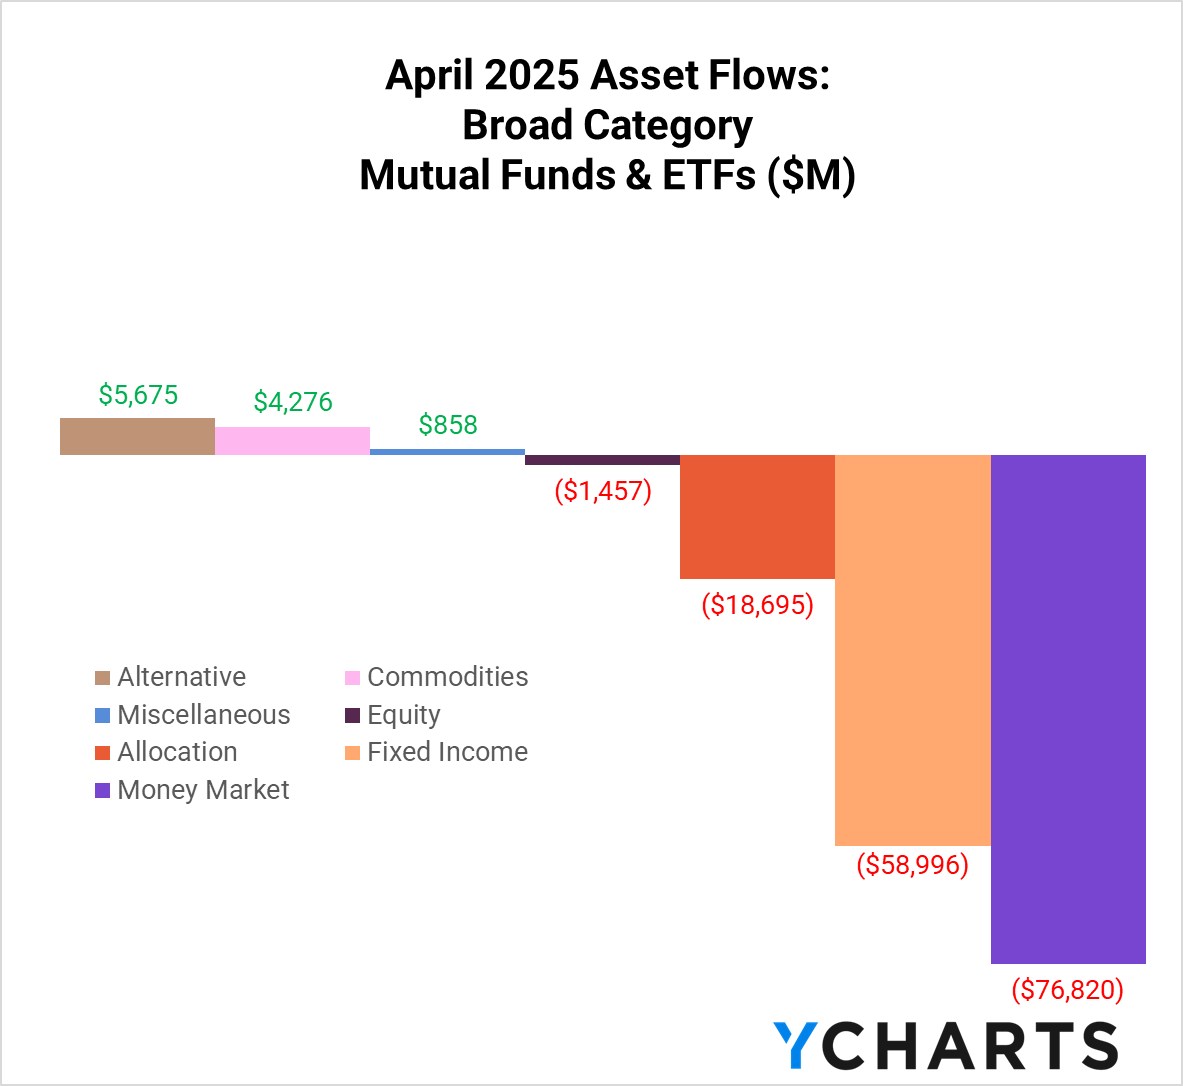 April 2025 Asset Flows:
Broad Category
Mutual Funds & ETFs ($M)
$5,675
$4,276
$858
($1,457)
($18,695)
($58,996)
($76,820)
Alternative
Commodities
Miscellaneous
Equity
Allocation
Fixed Income
Money Market
YCHARTS